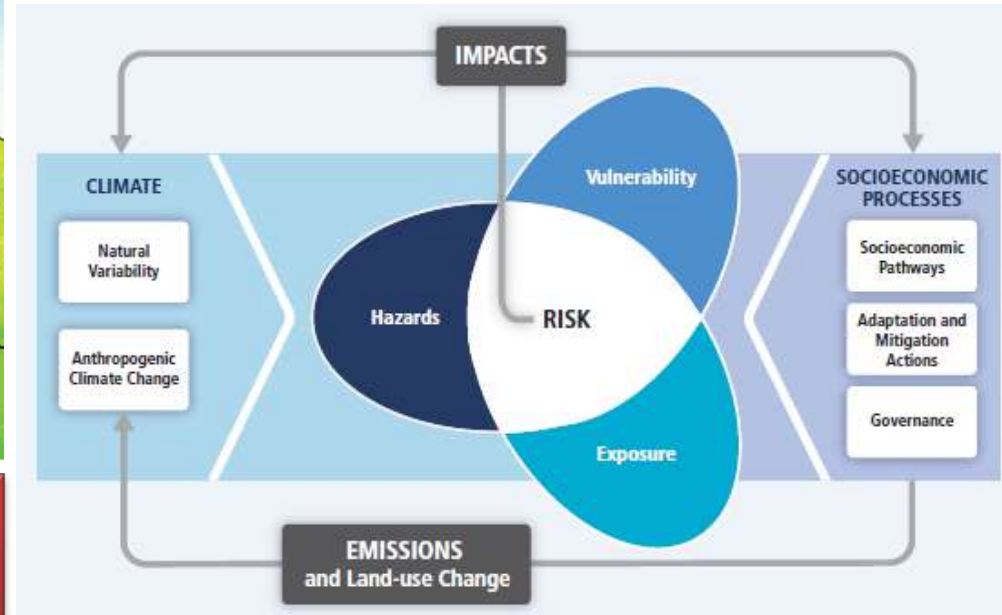 IMPACTS
CLIMATE
Natural
Variability
Anthropogenic
Climate Change
Vulnerability
Hazards
RISK
Exposure
SOCIOECONOMIC
PROCESSES
Socioeconomic
Pathways
Adaptation and
Mitigation
Actions
Governance
EMISSIONS
and Land-use Change